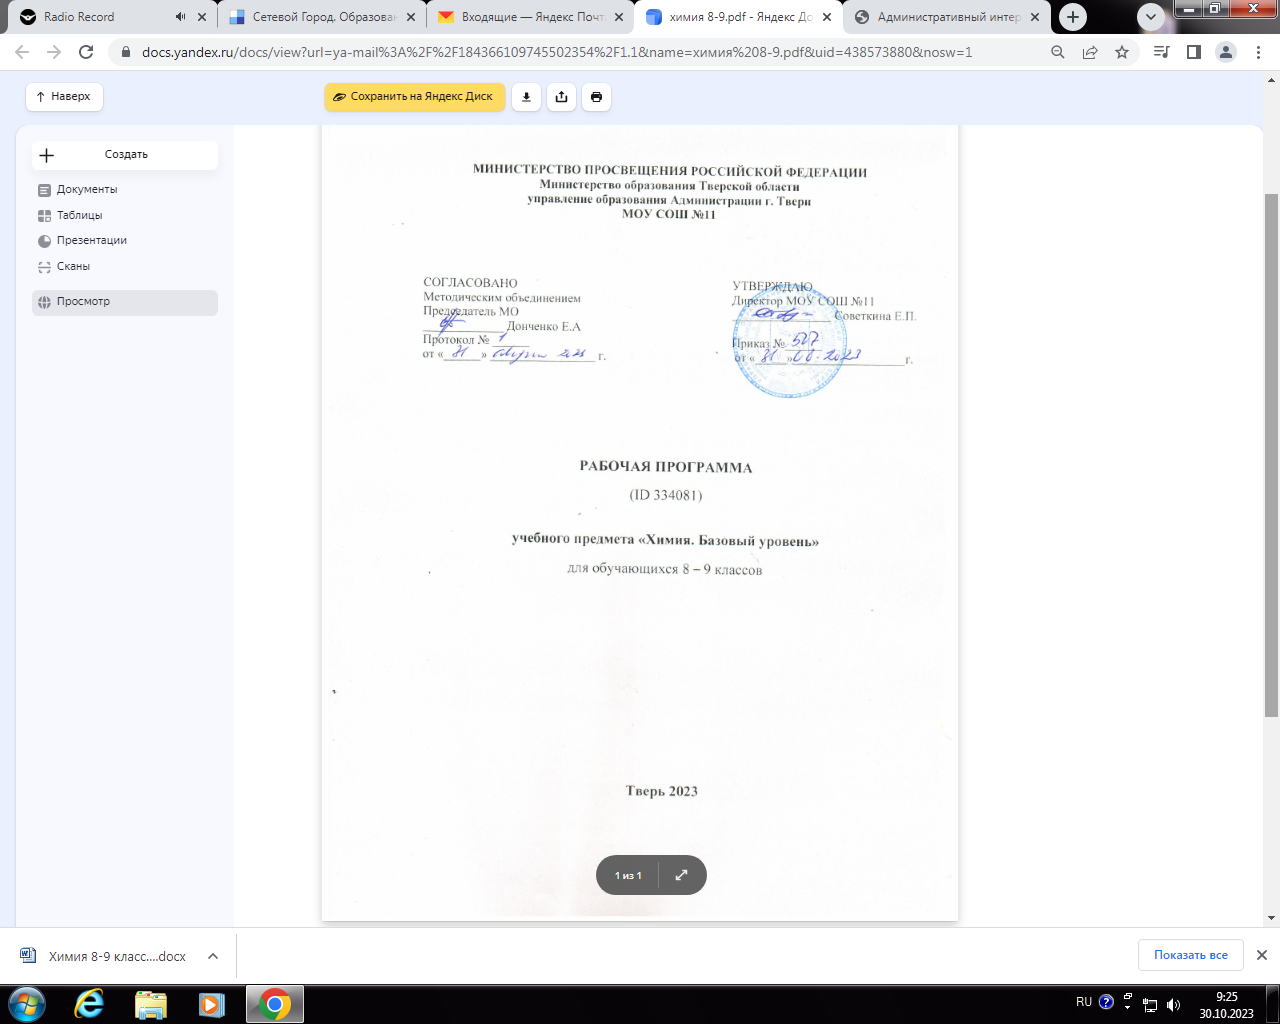 Radio Record
Сетевой Город. Образован
Входящие — Яндекс Почт
химия 8-9.pdf - Яндекс До
Административный интер
docs.yandex.ru/docs/view?url=ya-mail%3A%2F%2F184366109745502354%2F1.1&name=химия%208-9.pdf&uid=438573880&nosw=1
Наверх
Сохранить на Яндекс Диск
Создать
Документы
Таблицы
Презентации
Сканы
Просмотр
МИНИСТЕРСТВО ПРОСВЕЩЕНИЯ РОССИЙСКОЙ ФЕДЕРАЦИИ
Министерство образования Тверской области
управление образования Администрации г. Твери
МОУ СОШ №11
СОГЛАСОВАНО
Методическим объединением
Председатель МО
Донченко Е.А
Протокол № 1
от «31» августа 2023 г.
УТВЕРЖДАЮ
Директор МОУ СОШ №11
Советкина Е.П.
Приказ № 507
от «31» 08.2023 г.
РАБОЧАЯ ПРОГРАММА
(ID 334081)
учебного предмета «Химия. Базовый уровень»
для обучающихся 8 – 9 классов
Тверь 2023
1 из 1
Химия 8-9 класс....docx
Показать все
RU
9:25
30.10.2023